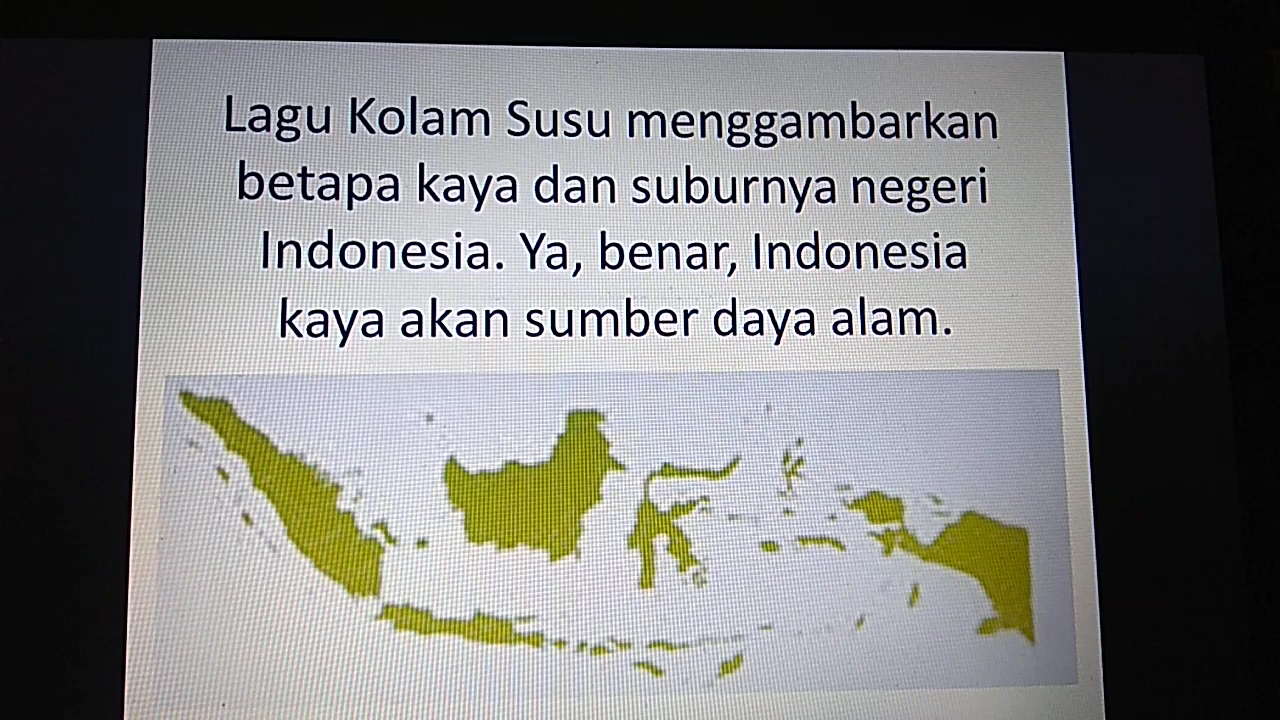 Lagu Kolam Susu menggambarkan
betapa kaya dan suburnya negeri
Indonesia. Ya, benar, Indonesia
kaya akan sumber daya alam.